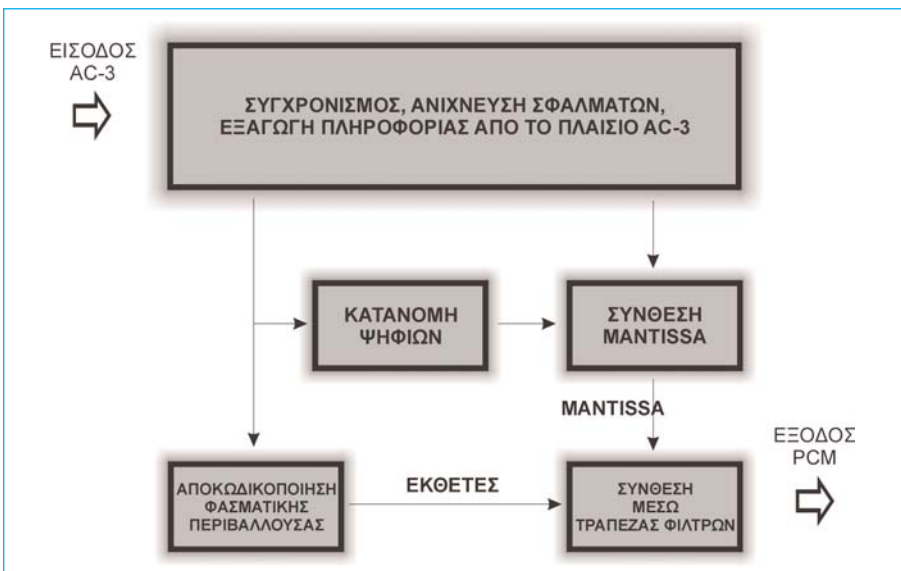 ΕΙΣΟΔΟΣ
AC-3
ΣΥΓΧΡΟΝΙΣΜΟΣ, ΑΝΙΧΝΕΥΣΗ ΣΦΑΛΜΑΤΩΝ,
ΕΞΑΓΩΓΗ ΠΛΗΡΟΦΟΡΙΑΣ ΑΠΟ ΤΟ ΠΛΑΙΣΙΟ AC-3
ΚΑΤΑΝΟΜΗ
ΨΗΦΙΩΝ
ΣΥΝΘΕΣΗ
MANTISSA
MANTISSA
ΕΞΟΔΟΣ
PCM
ΑΠΟΚΩΔΙΚΟΠΟΙΗΣΗ
ΦΑΣΜΑΤΙΚΗΣ
ΠΕΡΙΒΑΛΛΟΥΣΑΣ
ΕΚΘΕΤΕΣ
ΣΥΝΘΕΣΗ
ΜΕΣΩ
ΤΡΑΠΕΖΑΣ ΦΙΛΤΡΩΝ